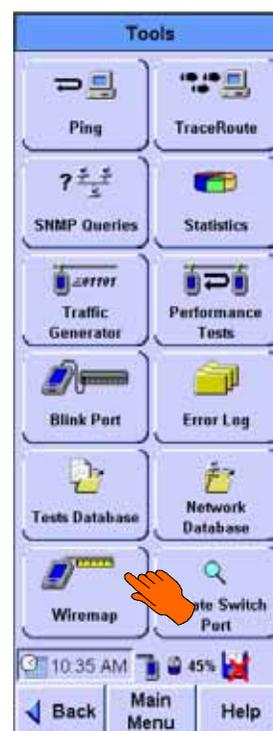 Tools
Ping
TraceRoute
?
SNMP Queries
Statistics
Traffic
Generator
Performance
Tests
Blink Port
Error Log
Tests Database
Network
Database
Wiremap
Switch
Port
10:35 AM
45%
Back
Main
Menu
Help